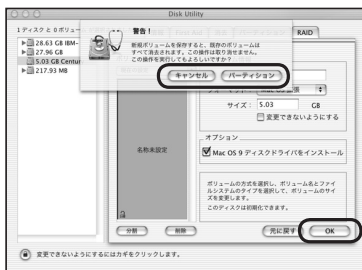 Disk Utility
1 ディスク と 0 ボリュー
28.63 GB IBM-
27.96 GB
5.03 GB Centur
217.93 MB
警告！
新規ボリュームを保存すると、既存のボリュームは
すべて消去されます。この操作は取り消せません。
この操作を実行してもよろしいですか？
キャンセル
パーティション
RAID
サイズ： 5.03 GB
変更できないようにする
オプション
Mac OS 9 ディスクドライバをインストール
名称未設定
ボリュームの方式を選択し、ボリューム名とファイ
ルシステムのタイプを選択して、ボリュームのサイ
ズを変更します。
このディスクは初期化できます。
分割
削除
元に戻す
OK
変更できないようにするにはカギをクリックします。